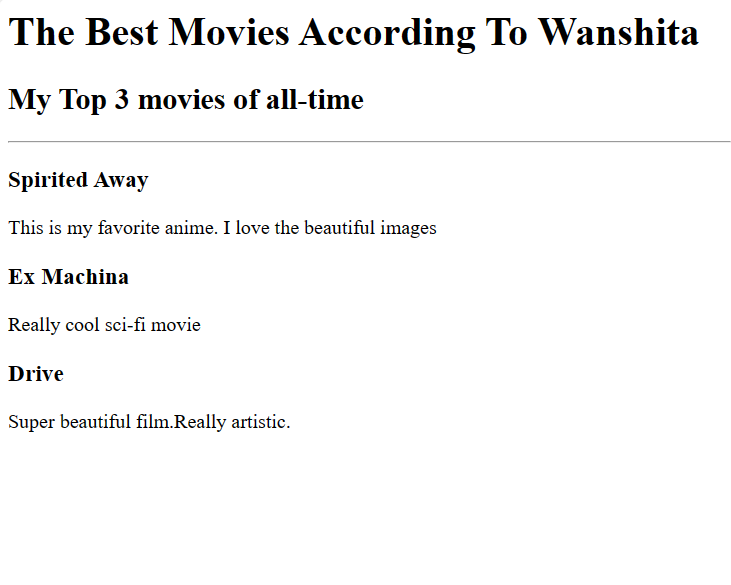 The Best Movies According To Wanshita
My Top 3 movies of all-time
Spirited Away
This is my favorite anime. I love the beautiful images
Ex Machina
Really cool sci-fi movie
Drive
Super beautiful film.Really artistic.